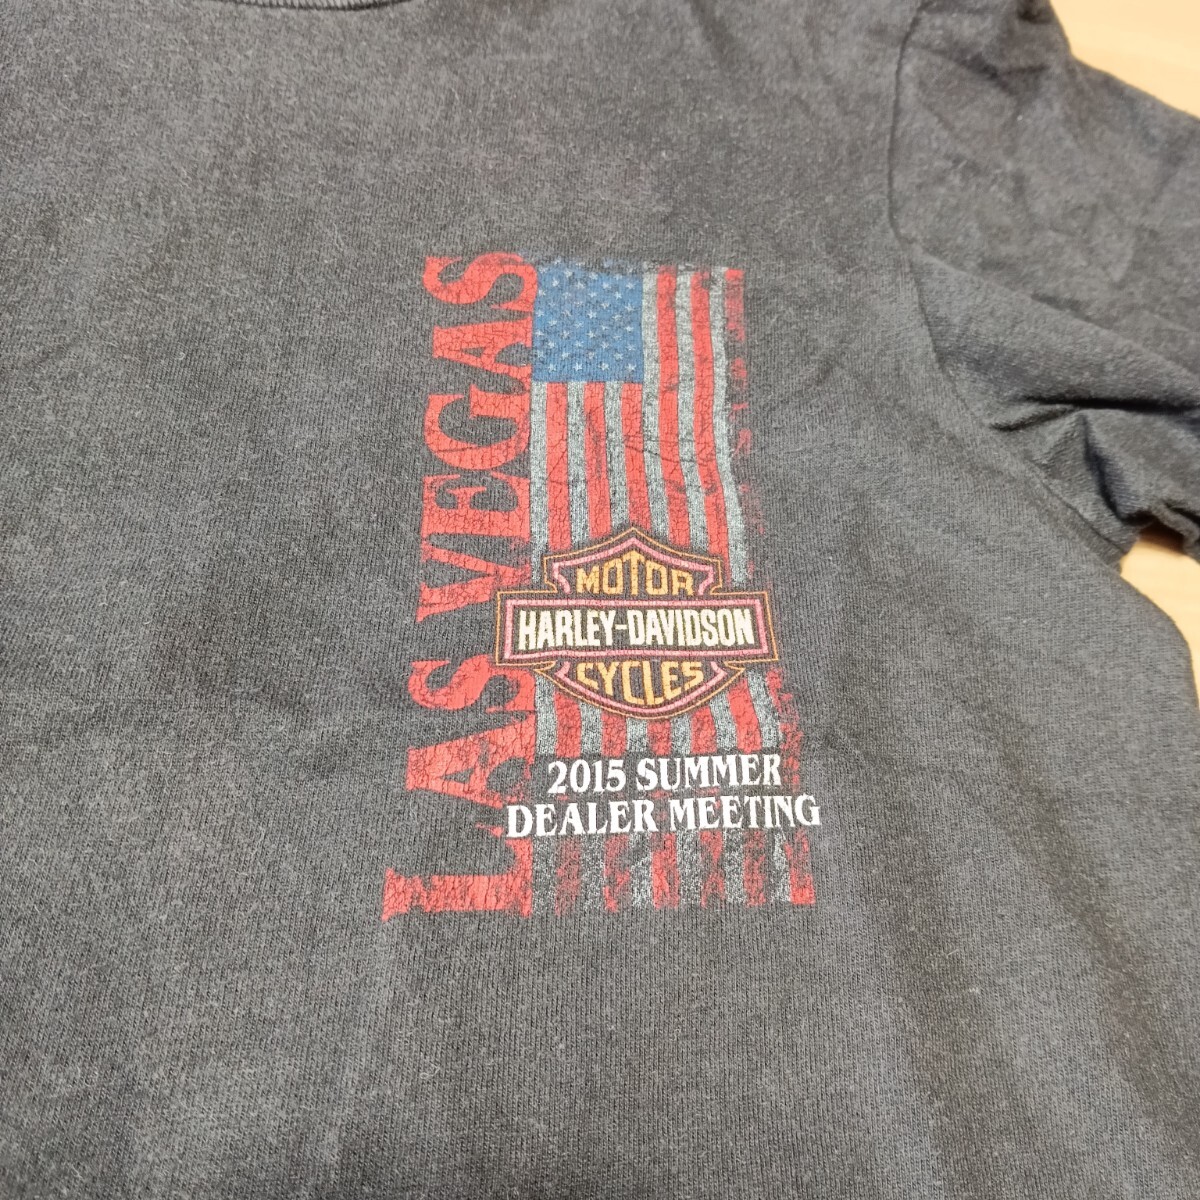 LAS VEGAS
MOTOR
HARLEY-DAVIDSON
CYCLES
2015 SUMMER
DEALER MEETING